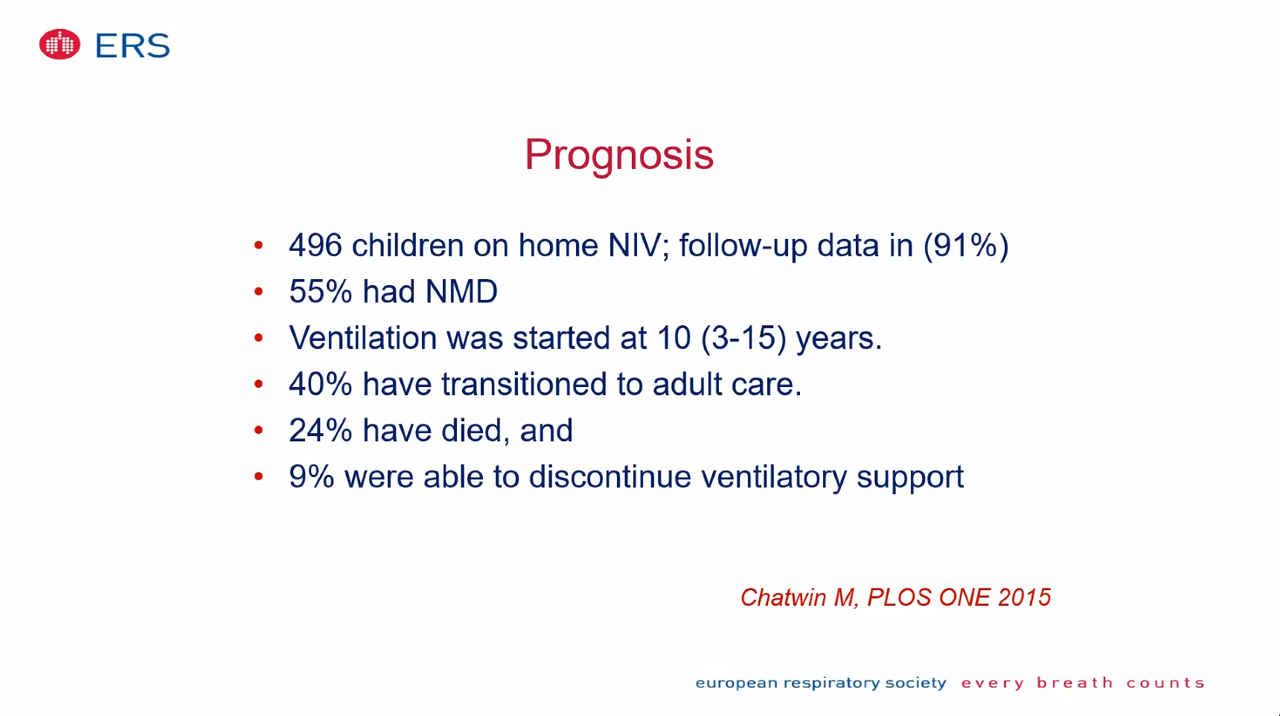 ERS
Prognosis
• 496 children on home NIV; follow-up data in (91%)
• 55% had NMD
• Ventilation was started at 10 (3-15) years.
• 40% have transitioned to adult care.
• 24% have died, and
• 9% were able to discontinue ventilatory support
Chatwin M, PLOS ONE 2015
european respiratory society every breath counts